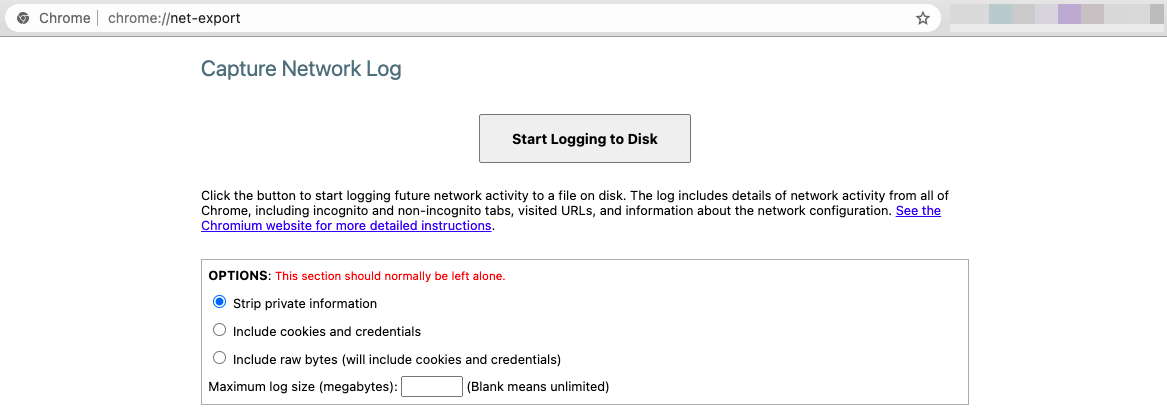 Chrome | chrome://net-export
Capture Network Log
Start Logging to Disk
Click the button to start logging future network activity to a file on disk. The log includes details of network activity from all of
Chrome, including incognito and non-incognito tabs, visited URLs, and information about the network configuration. See the
Chromium website for more detailed instructions.
OPTIONS: This section should normally be left alone.
Strip private information
Include cookies and credentials
Include raw bytes (will include cookies and credentials)
Maximum log size (megabytes): (Blank means unlimited)